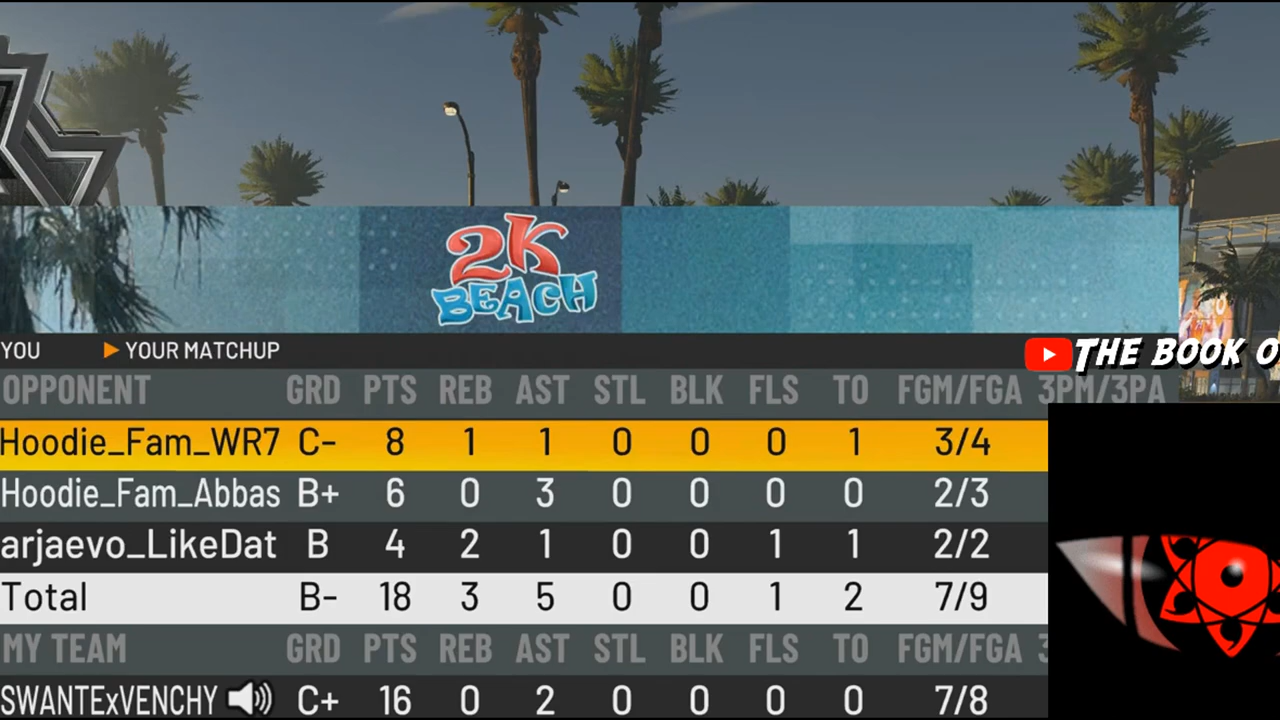 2K
BEACH
YOU YOUR MATCHUP
THE BOOK O
OPPONENT GRD PTS REB AST STL BLK FLS TO FGM/FGA 3PM/3PA
Hoodie_Fam_WR7 C- 8 1 1 0 0 0 1 3/4
Hoodie_Fam_Abbas B+ 6 0 3 0 0 0 0 2/3
arjaevo_LikeDat B 4 2 1 0 0 1 1 2/2
Total B- 18 3 5 0 0 1 2 7/9
MY TEAM GRD PTS REB AST STL BLK FLS TO FGM/FGA 3
SWANTExVENCHY C+ 16 0 2 0 0 0 0 7/8